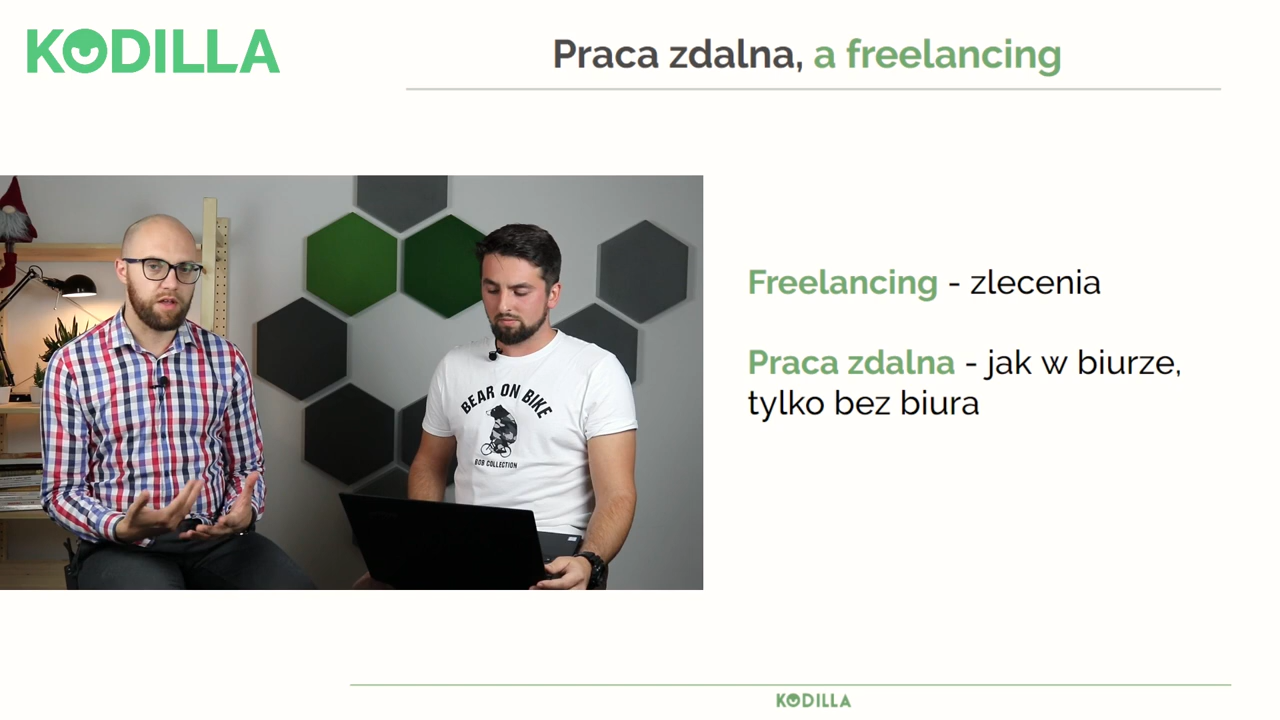 KODILLA
Praca zdalna, a freelancing
BEAR ON BIKE
BOB COLLECTION
Freelancing - zlecenia
Praca zdalna - jak w biurze,
tylko bez biura
KODILLA